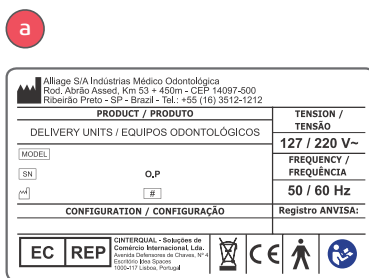 a
Alliage S/A Indústrias Médico Odontológica
Rod. Abrão Assed, Km 53 + 450m - CEP 14097-500
Ribeirão Preto - SP - Brazil - Tel.: +55 (16) 3512-1212
PRODUCT / PRODUTO
DELIVERY UNITS / EQUIPOS ODONTOLÓGICOS
TENSION /
TENSÃO
127 / 220 V~
MODEL
SN
O.P
#
FREQUENCY /
FREQUÊNCIA
50 / 60 Hz
CONFIGURATION / CONFIGURAÇÃO
Registro ANVISA:
EC REP
CINTERQUAL - Soluções de
Comércio Internacional, Lda.
Avenida Defensores de Chaves, Nº 4
Escritório Idea Spaces
1000-117 Lisboa, Portugal
CE